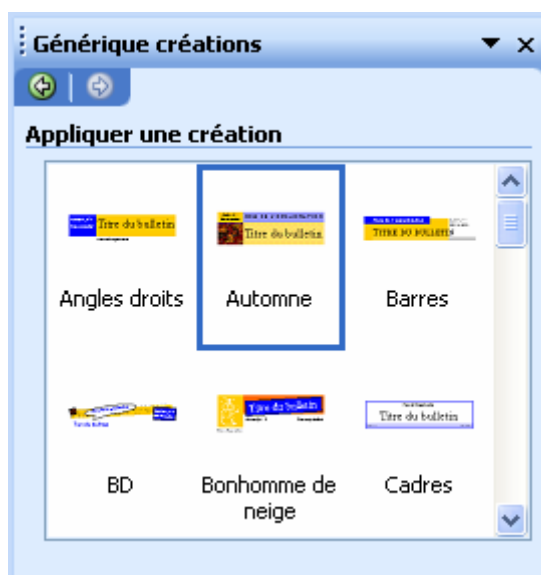 Générique créations
Appliquer une création
Titre du bulletin
Titre du bulletin
TITRE DU BULLETIN
Angles droits
Automne
Barres
Titre du bulletin
Titre du bulletin
BD
Bonhomme de
neige
Cadres